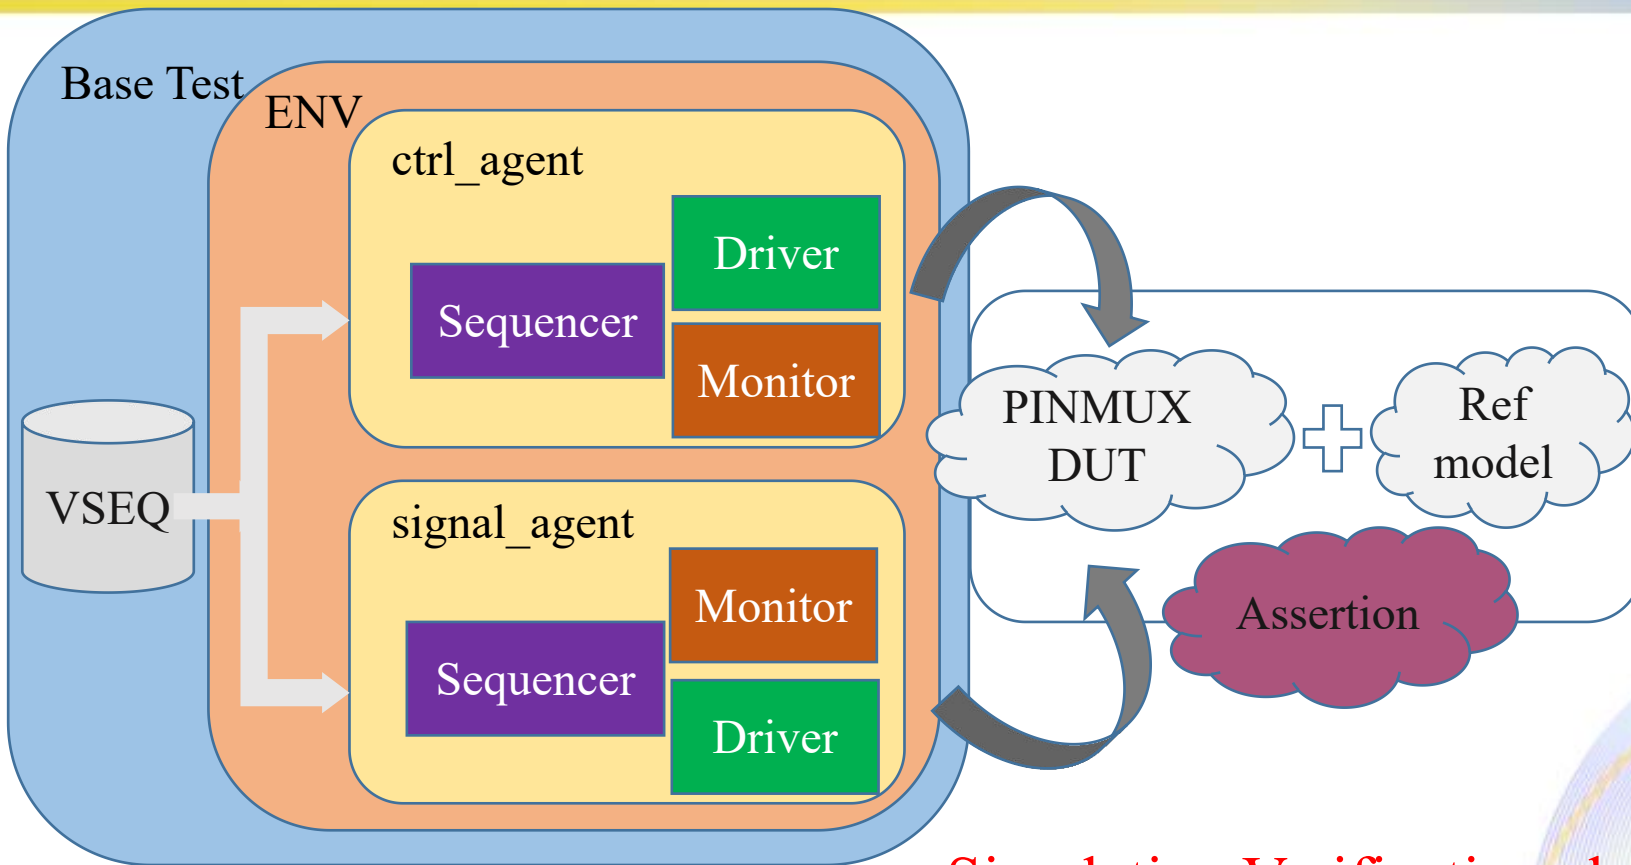 Base Test
ENV
ctrl_agent
Driver
Sequencer
Monitor
VSEQ
signal_agent
Monitor
Sequencer
Driver
PINMUX
DUT
Ref
model
Assertion